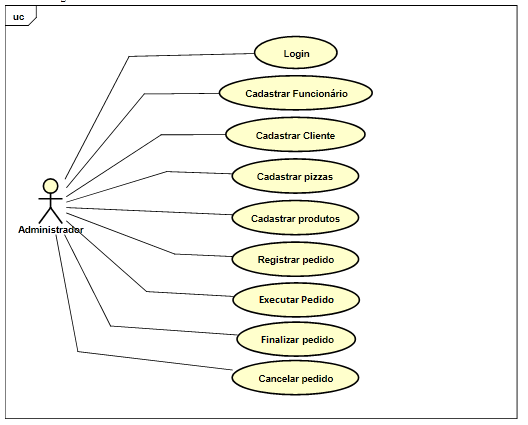 uc
Login
Cadastrar Funcionário
Cadastrar Cliente
Cadastrar pizzas
Administrador
Cadastrar produtos
Registrar pedido
Executar Pedido
Finalizar pedido
Cancelar pedido